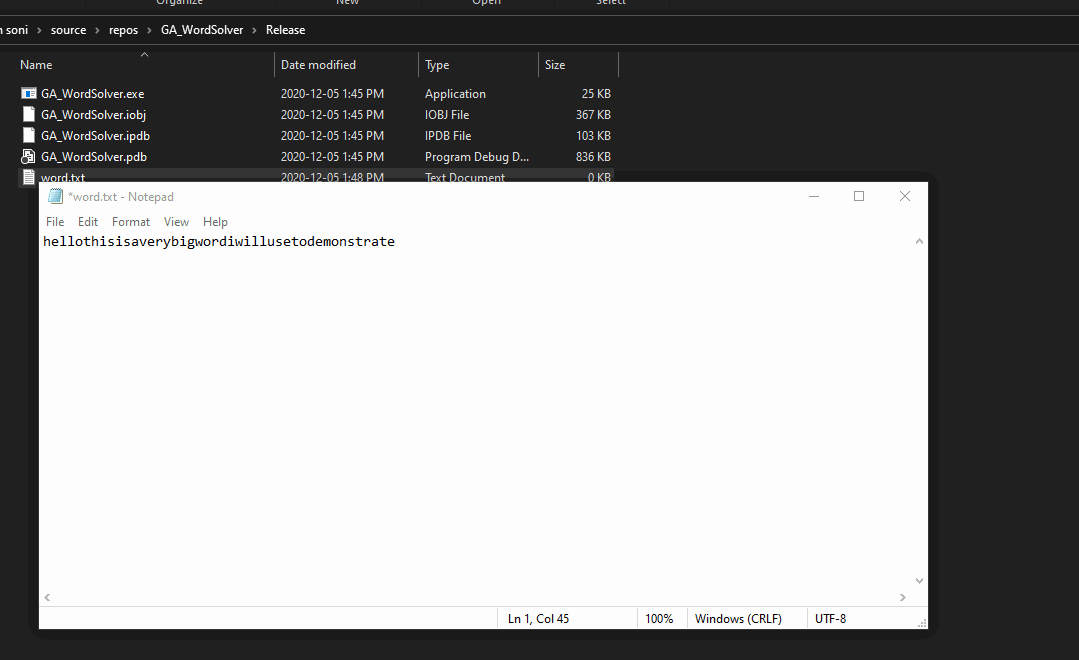 Organize New Open Select
soni › source › repos › GA_WordSolver › Release
Name Date modified Type Size
GA_WordSolver.exe 2020-12-05 1:45 PM Application 25 KB
GA_WordSolver.iobj 2020-12-05 1:45 PM IOBJ File 367 KB
GA_WordSolver.ipdb 2020-12-05 1:45 PM IPDB File 103 KB
GA_WordSolver.pdb 2020-12-05 1:45 PM Program Debug D... 836 KB
word.txt 2020-12-05 1:48 PM Text Document 0 KB
*word.txt - Notepad
File Edit Format View Help
hellothisisaverybigwordiwillusetodemonstrate
Ln 1, Col 45 100% Windows (CRLF) UTF-8